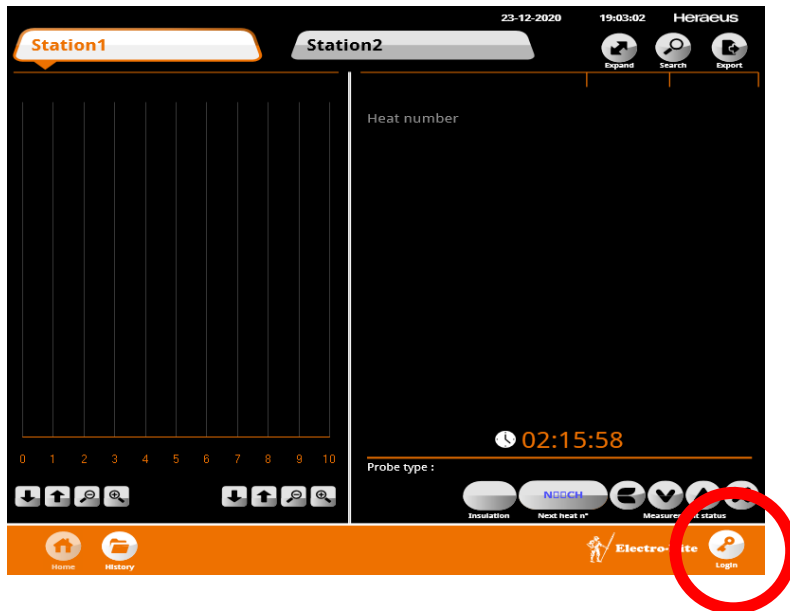 23-12-2020 19:03:02 Heraeus
Station1 Station2
Expand Search Export
Heat number
02:15:58
0 1 2 3 4 5 6 7 8 9 10
Probe type :
Insulation Next heat n° status
Home History Login